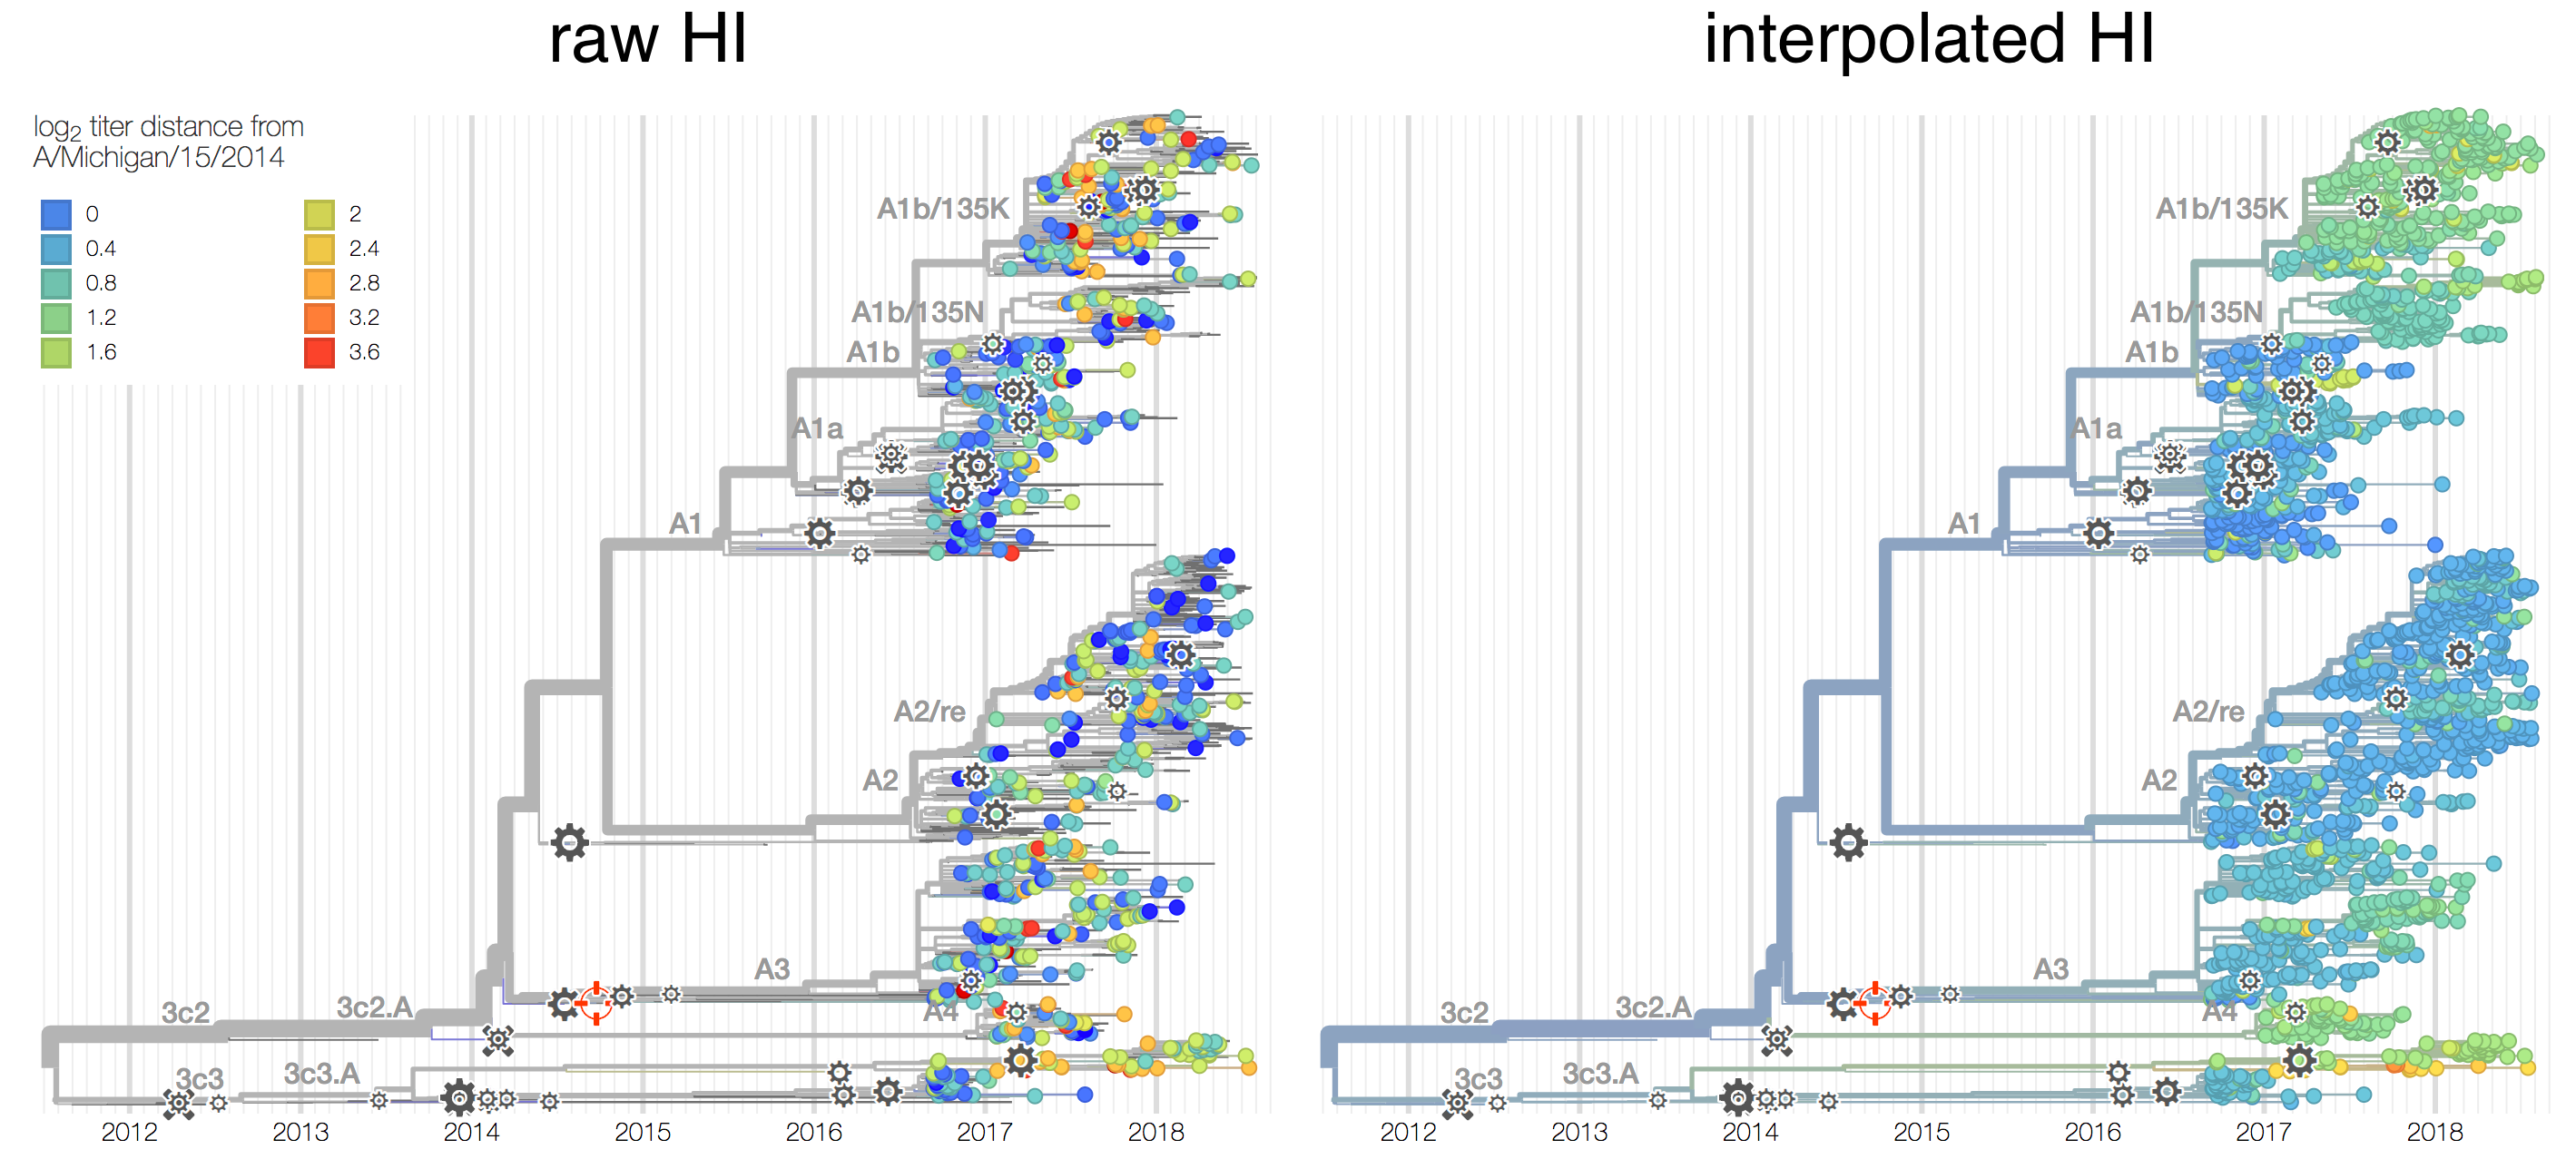 raw HI
interpolated HI
log2 titer distance from
A/Michigan/15/2014
0
0.4
0.8
1.2
1.6
2
2.4
2.8
3.2
3.6
A1b/135K
A1b/135N
A1b
A1a
A1
A2/re
A2
A3
3c2.A
3c2
A4
3c3.A
3c3
2012 2013 2014 2015 2016 2017 2018
A1b/135K
A1b/135N
A1b
A1a
A1
A2/re
A2
A3
3c2.A
3c2
A4
3c3.A
3c3
2012 2013 2014 2015 2016 2017 2018